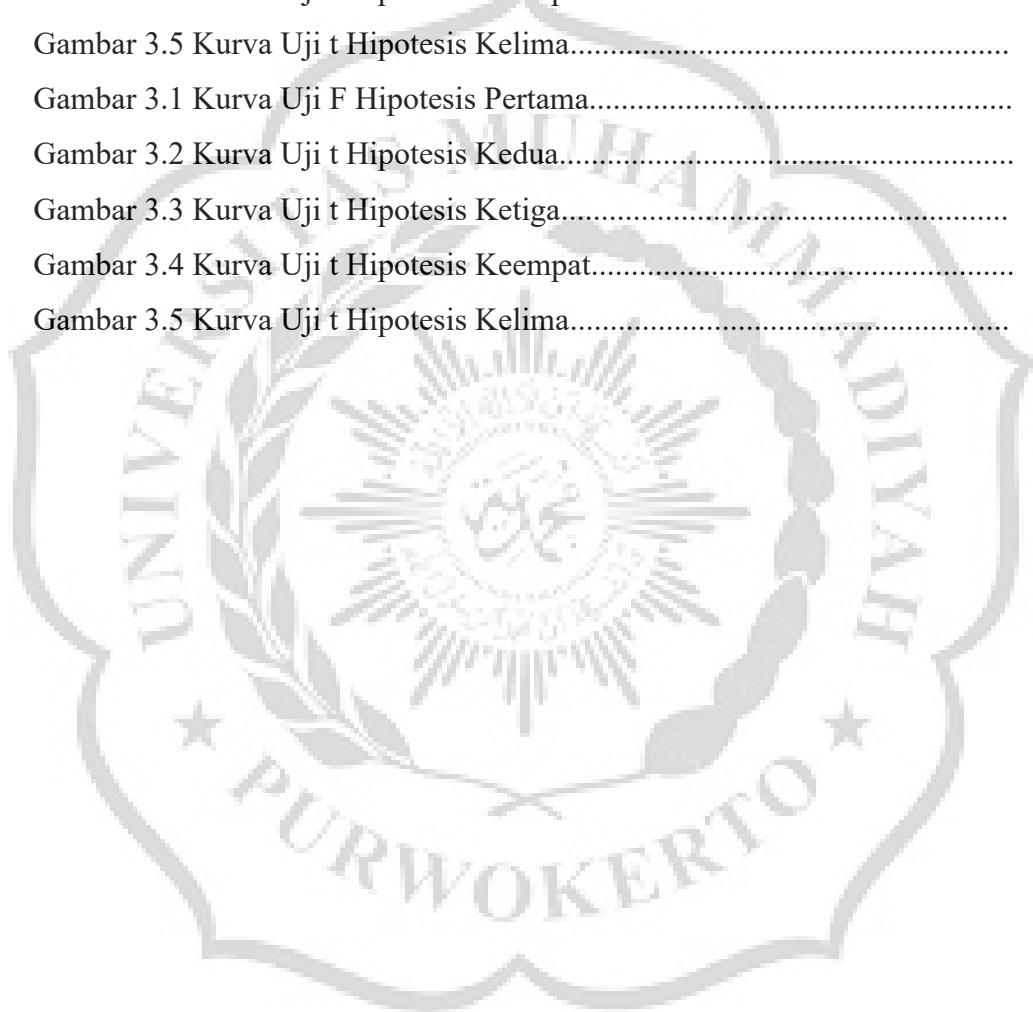 Gambar 3.5 Kurva Uji t Hipotesis Kelima.......................................................
Gambar 3.1 Kurva Uji F Hipotesis Pertama.....................................................
Gambar 3.2 Kurva Uji t Hipotesis Kedua.........................................................
Gambar 3.3 Kurva Uji t Hipotesis Ketiga........................................................
Gambar 3.4 Kurva Uji t Hipotesis Keempat.....................................................
Gambar 3.5 Kurva Uji t Hipotesis Kelima.......................................................
UNIVERSITAS MUHAMMADIYAH
PURWOKERTO